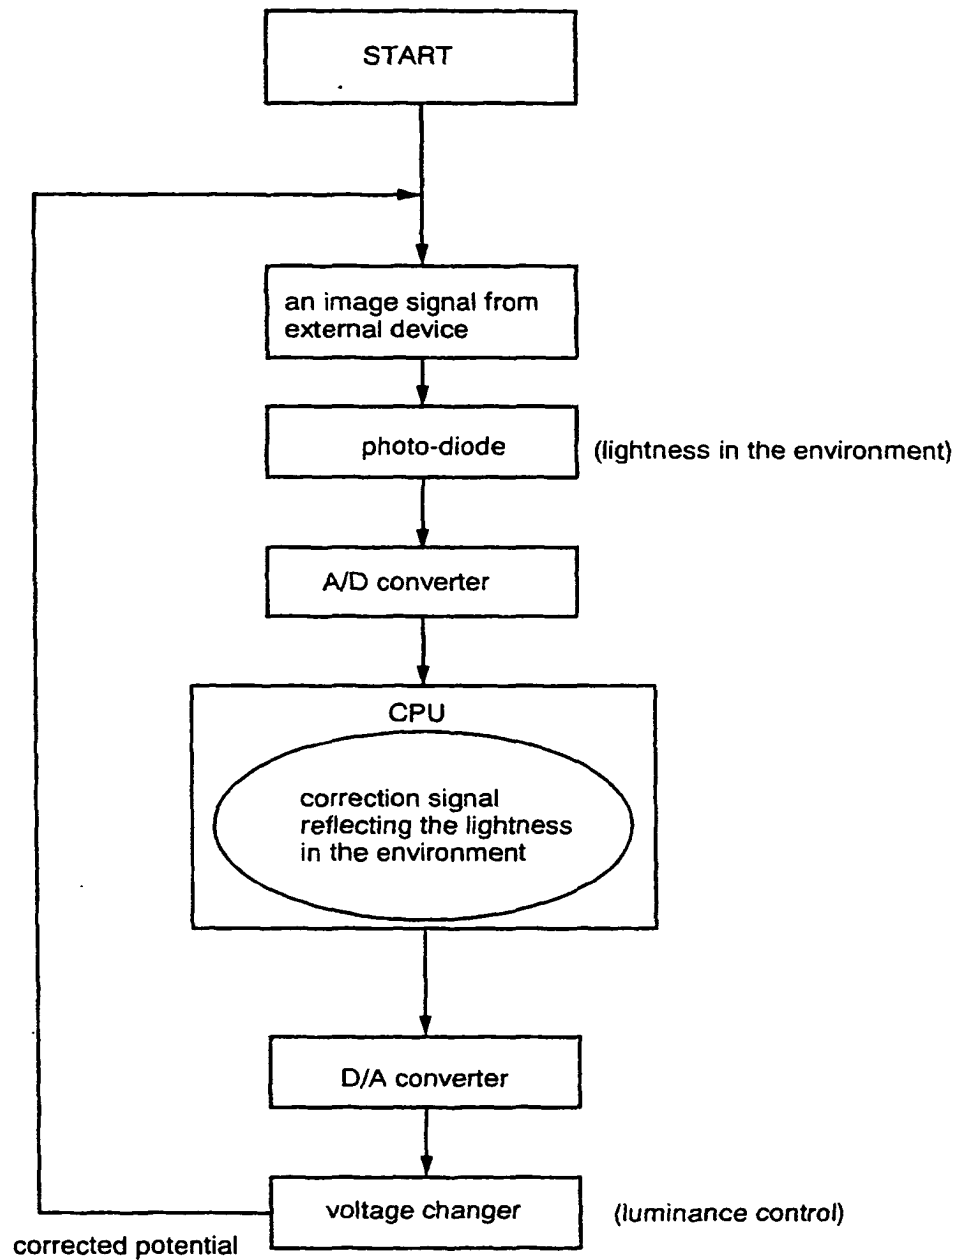 START
an image signal from
external device
photo-diode
(lightness in the environment)
A/D converter
CPU
correction signal
reflecting the lightness
in the environment
D/A converter
voltage changer
(luminance control)
corrected potential